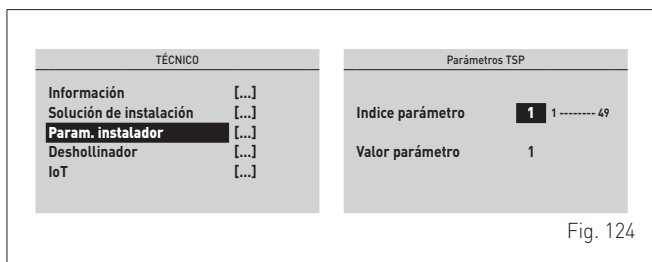 TÉCNICO
Información [...]
Solución de instalación [...]
Param. instalador [...]
Deshollinador [...]
IoT [...]
Parámetros TSP
Indice parámetro 1 1 -------- 49
Valor parámetro 1
Fig. 124